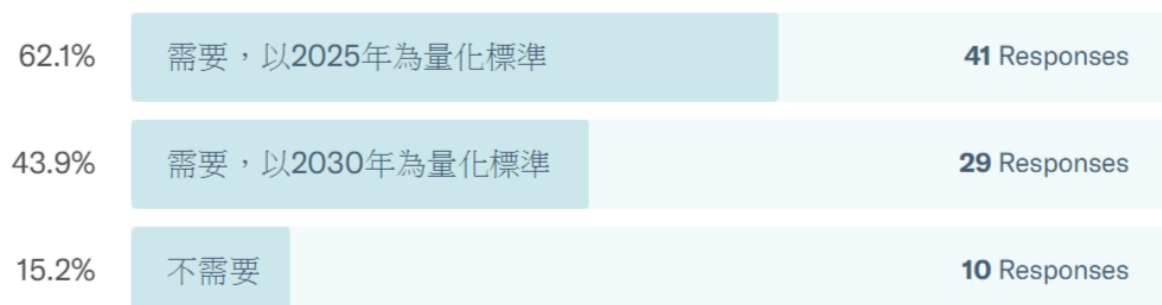 62.1% 需要，以2025年為量化標準 41 Responses
43.9% 需要，以2030年為量化標準 29 Responses
15.2% 不需要 10 Responses